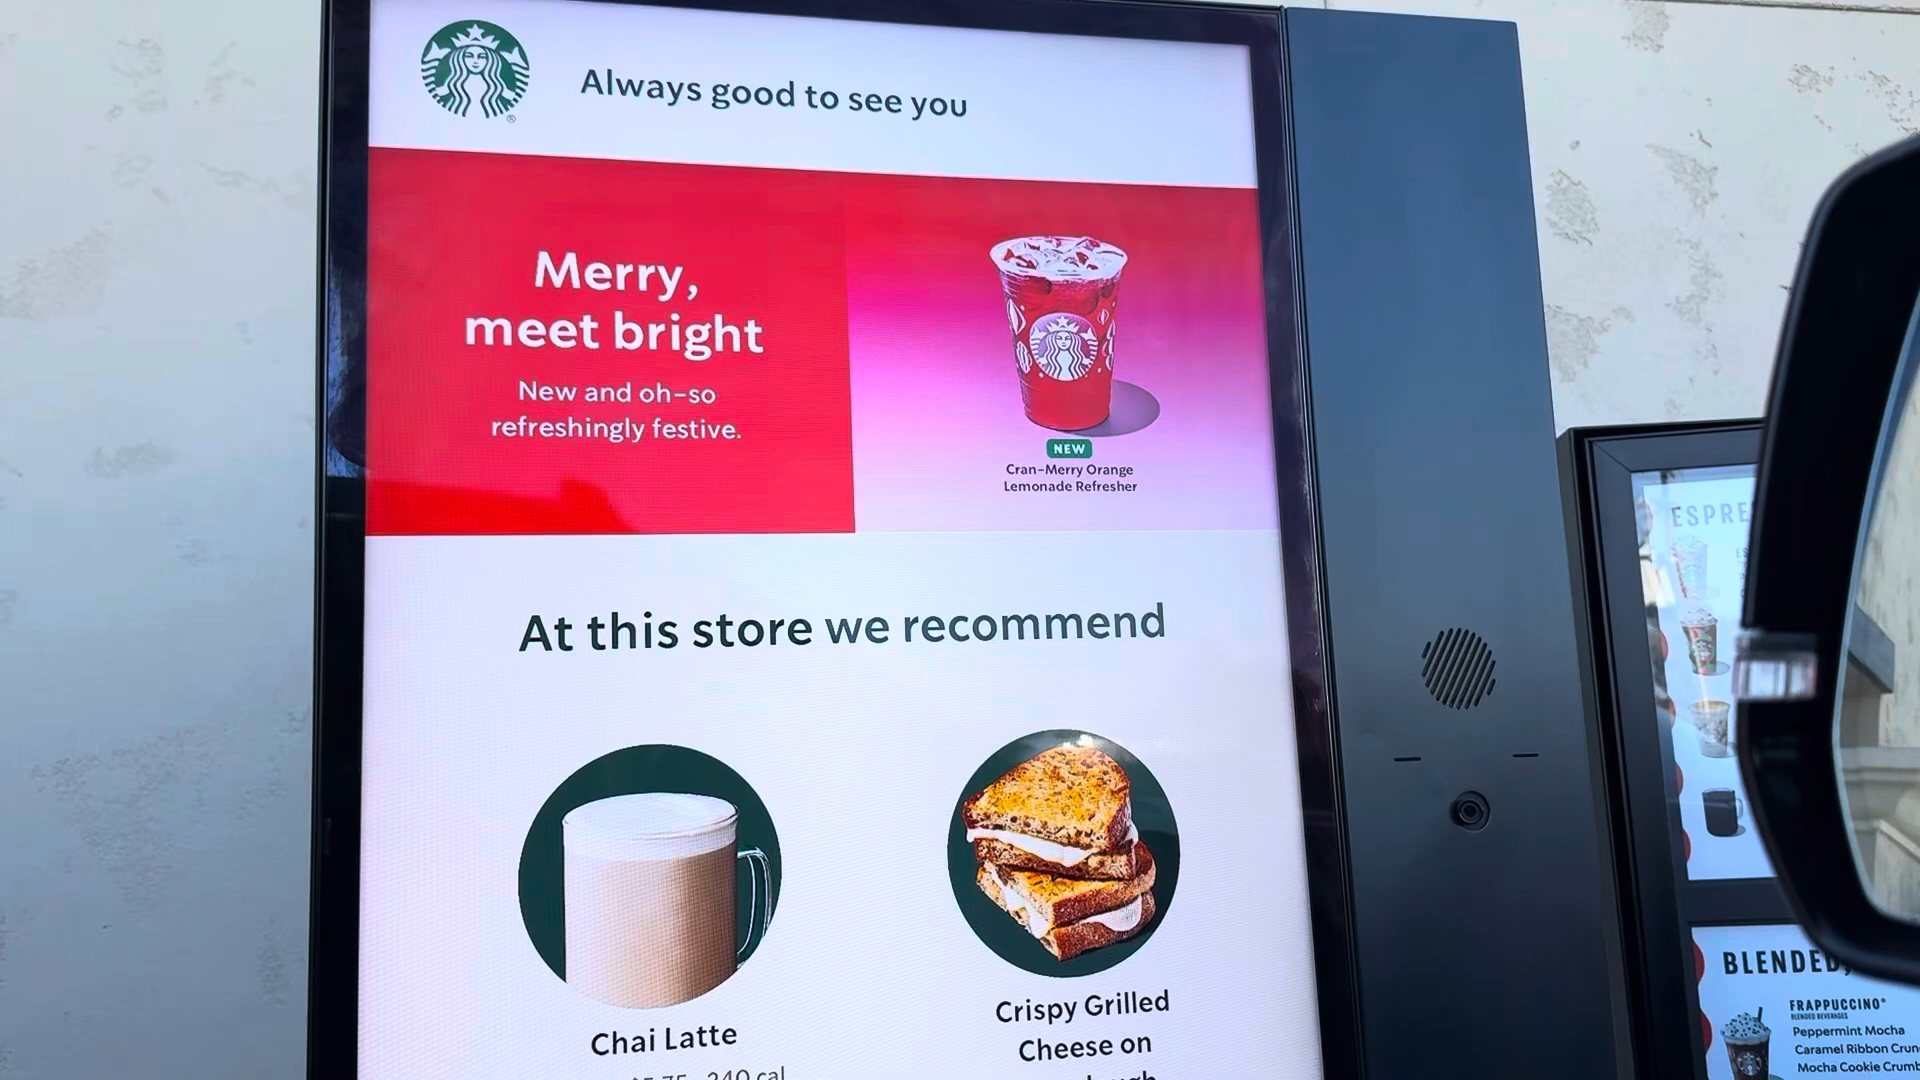 Always good to see you
Merry,
meet bright
New and oh-so
refreshingly festive.
NEW
Cran-Merry Orange
Lemonade Refresher
At this store we recommend
Chai Latte
240 cal
Crispy Grilled
Cheese on
ESPRE
BLENDED,
FRAPPUCCINO®
BLENDED BEVERAGES
Peppermint Mocha
Caramel Ribbon Crun
Mocha Cookie Crumb